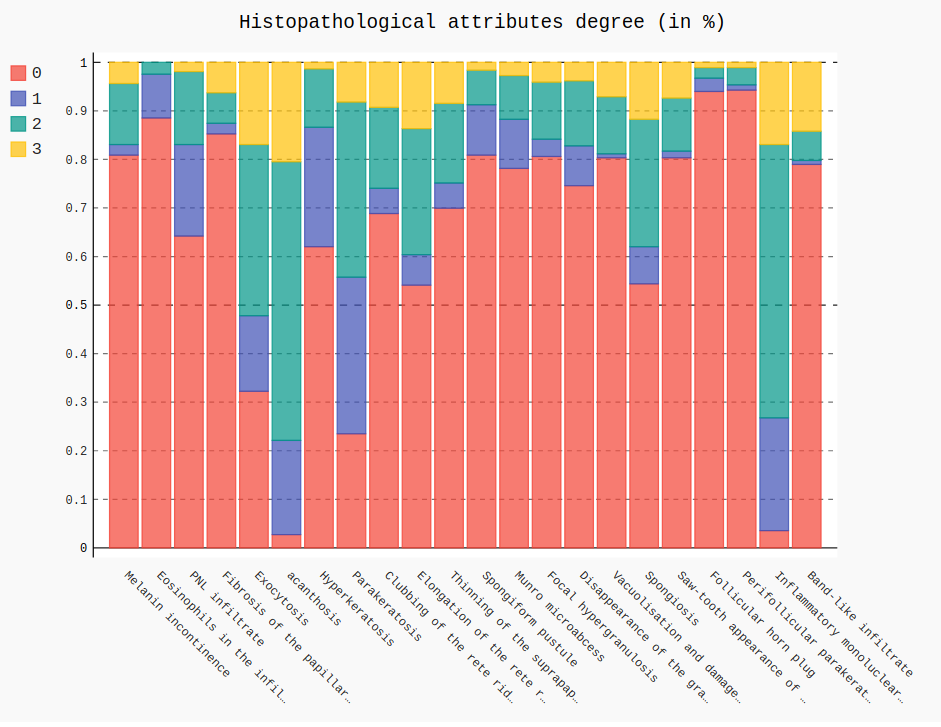 Histopathological attributes degree (in %)
0
1
2
3
1
0.9
0.8
0.7
0.6
0.5
0.4
0.3
0.2
0.1
0
Melanin incontinence
Eosinophils in the infil…
PNL infiltrate
Fibrosis of the papillar…
Exocytosis
acanthosis
Hyperkeratosis
Parakeratosis
Clubbing of the rete rid…
Elongation of the rete r…
Thinning of the suprapap…
Spongiform pustule
Munro microabcess
Focal hypergranulosis
Disappearance of the gra…
Vacuolisation and damage…
Spongiosis
Saw-tooth appearance of …
Follicular horn plug
Perifollicular parakerat…
Inflammatory monoluclear…
Band-like infiltrate